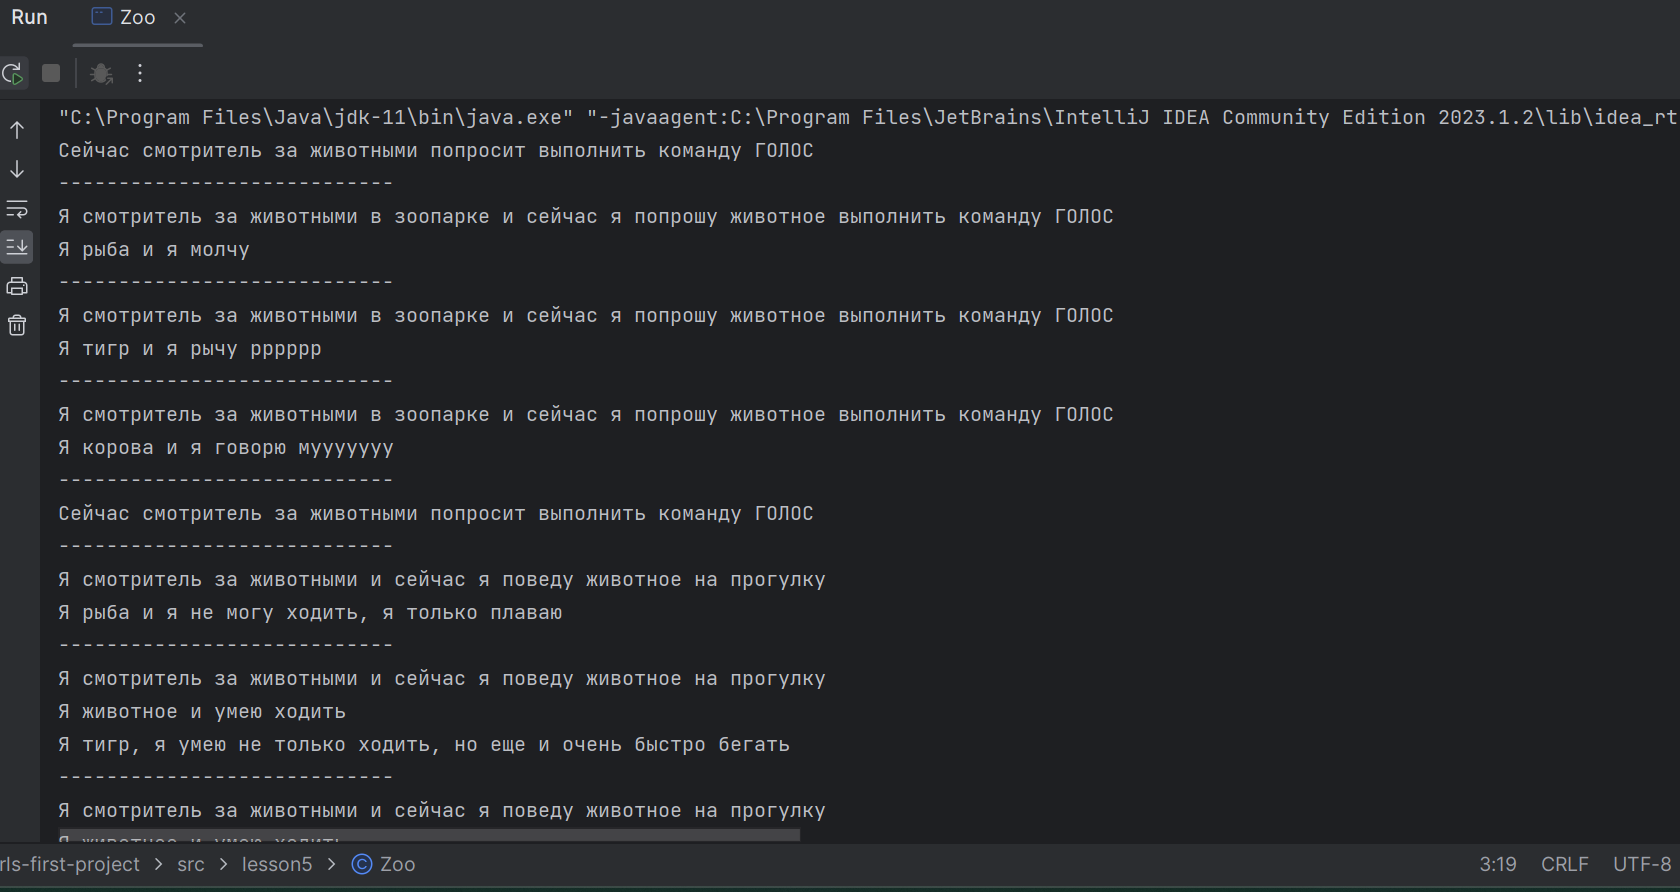 Run Zoo
"C:\Program Files\Java\jdk-11\bin\java.exe" "-javaagent:C:\Program Files\JetBrains\IntelliJ IDEA Community Edition 2023.1.2\lib\idea_rt
Сейчас смотритель за животными попросит выполнить команду ГОЛОС
----------------------------
Я смотритель за животными в зоопарке и сейчас я попрошу животное выполнить команду ГОЛОС
Я рыба и я молчу
----------------------------
Я смотритель за животными в зоопарке и сейчас я попрошу животное выполнить команду ГОЛОС
Я тигр и я рычу рррррр
----------------------------
Я смотритель за животными в зоопарке и сейчас я попрошу животное выполнить команду ГОЛОС
Я корова и я говорю мууууууу
----------------------------
Сейчас смотритель за животными попросит выполнить команду ГОЛОС
----------------------------
Я смотритель за животными и сейчас я поведу животное на прогулку
Я рыба и я не могу ходить, я только плаваю
----------------------------
Я смотритель за животными и сейчас я поведу животное на прогулку
Я животное и умею ходить
Я тигр, я умею не только ходить, но еще и очень быстро бегать
----------------------------
Я смотритель за животными и сейчас я поведу животное на прогулку
Я животное и умею ходить
rls-first-project > src > lesson5 > Zoo 3:19 CRLF UTF-8